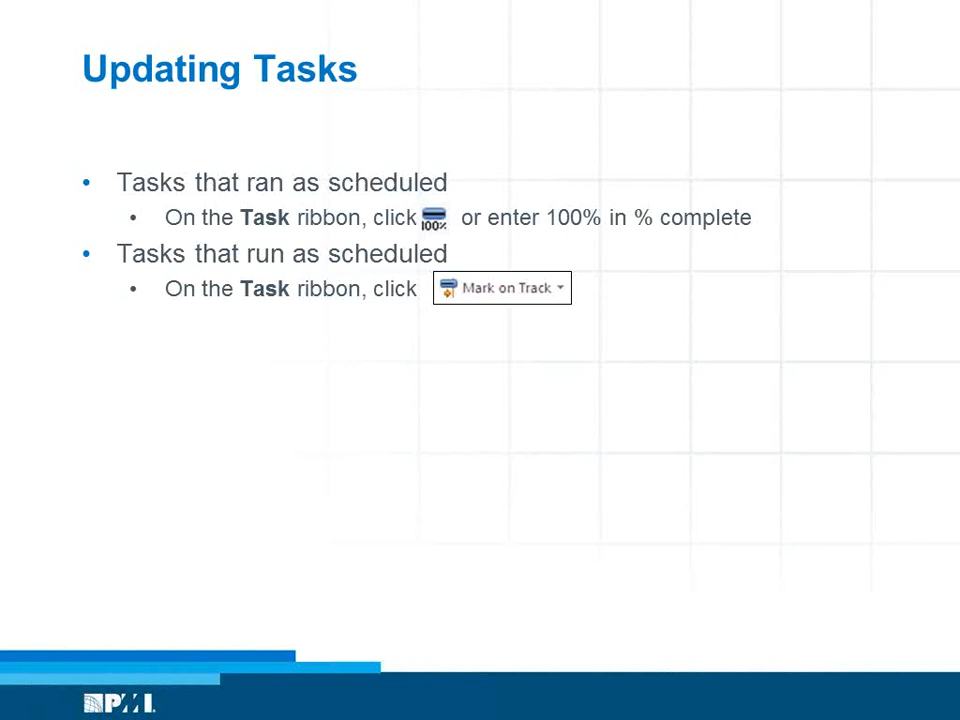 Updating Tasks
• Tasks that ran as scheduled
• On the Task ribbon, click 100% or enter 100% in % complete
• Tasks that run as scheduled
• On the Task ribbon, click Mark on Track
PMI